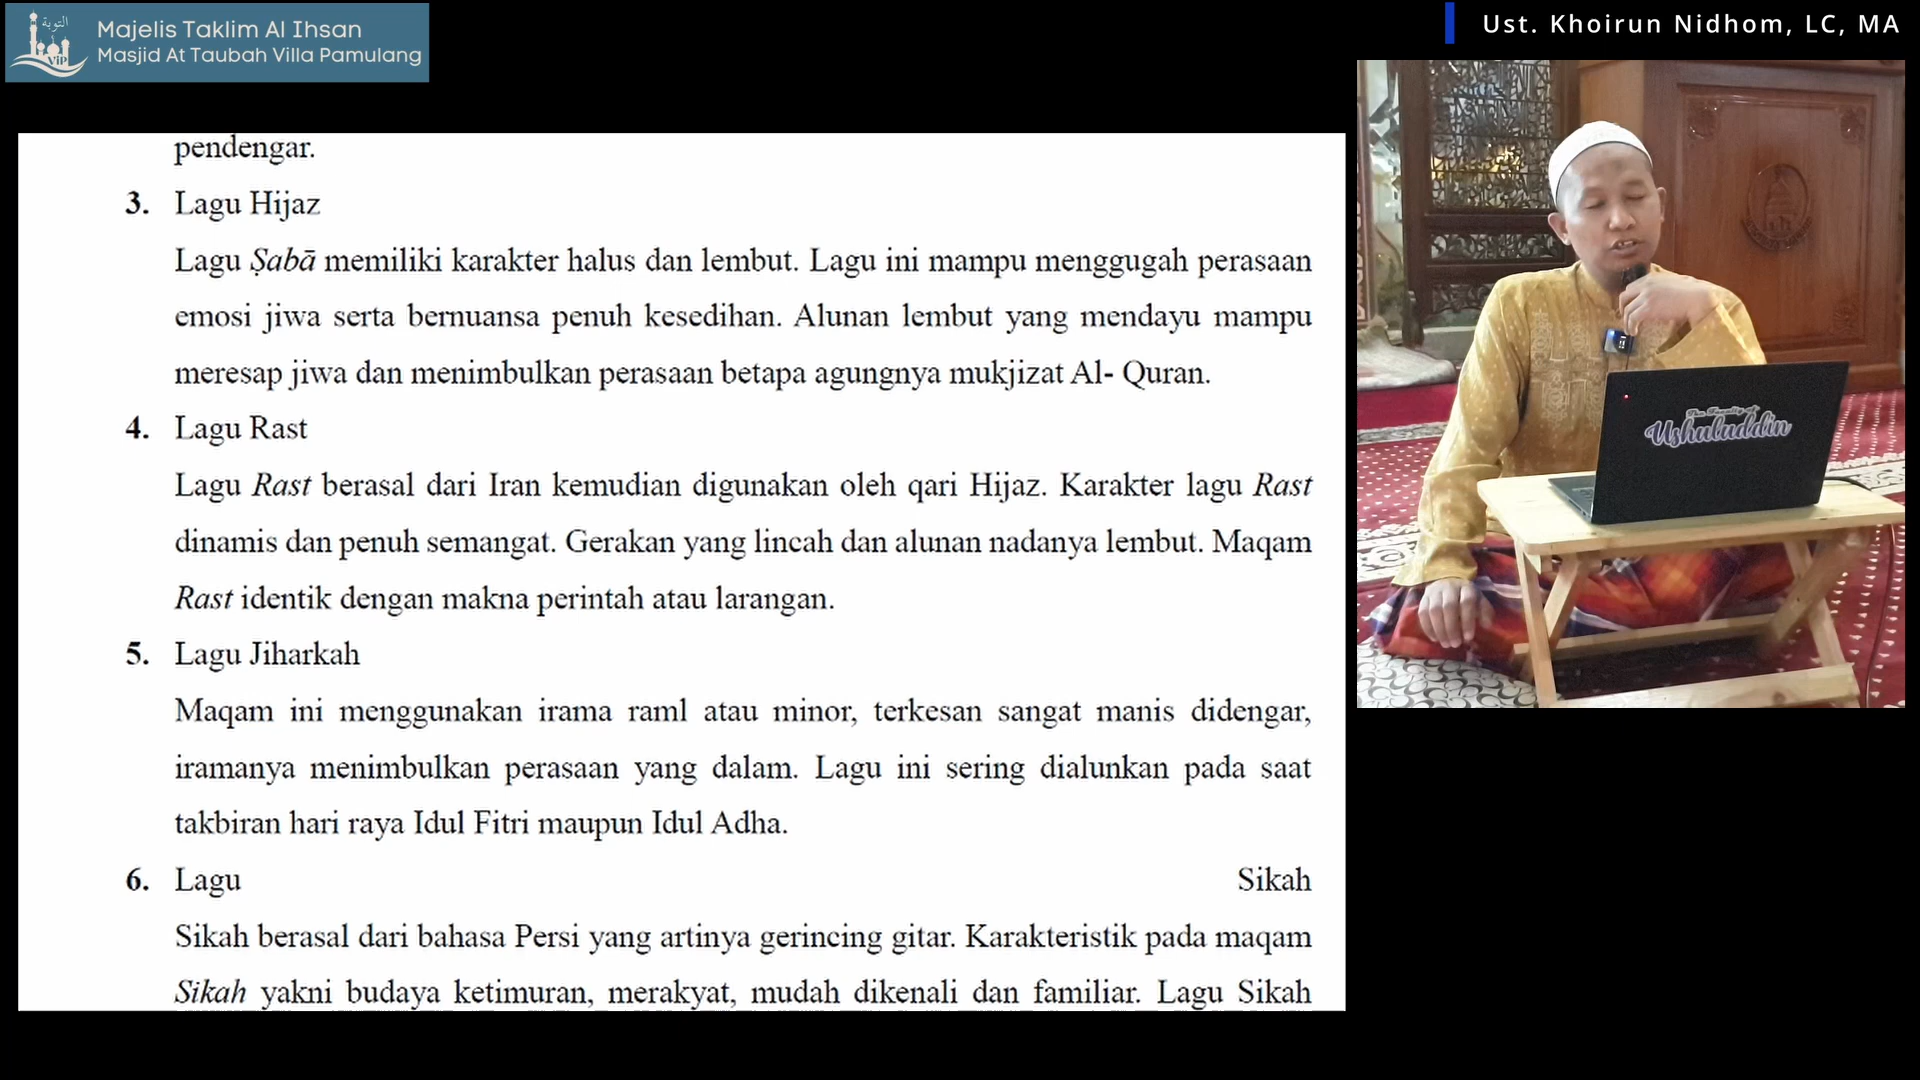 التوبة
ViP
Majelis Taklim Al Ihsan
Masjid At Taubah Villa Pamulang
Ust. Khoirun Nidhom, LC, MA
pendengar.
3. Lagu Hijaz
Lagu Ṣabā memiliki karakter halus dan lembut. Lagu ini mampu menggugah perasaan
emosi jiwa serta bernuansa penuh kesedihan. Alunan lembut yang mendayu mampu
meresap jiwa dan menimbulkan perasaan betapa agungnya mukjizat Al- Quran.
4. Lagu Rast
Lagu Rast berasal dari Iran kemudian digunakan oleh qari Hijaz. Karakter lagu Rast
dinamis dan penuh semangat. Gerakan yang lincah dan alunan nadanya lembut. Maqam
Rast identik dengan makna perintah atau larangan.
5. Lagu Jiharkah
Maqam ini menggunakan irama raml atau minor, terkesan sangat manis didengar,
iramanya menimbulkan perasaan yang dalam. Lagu ini sering dialunkan pada saat
takbiran hari raya Idul Fitri maupun Idul Adha.
6. Lagu Sikah
Sikah berasal dari bahasa Persi yang artinya gerincing gitar. Karakteristik pada maqam
Sikah yakni budaya ketimuran, merakyat, mudah dikenali dan familiar. Lagu Sikah
The Faculty of
Ushuluddin